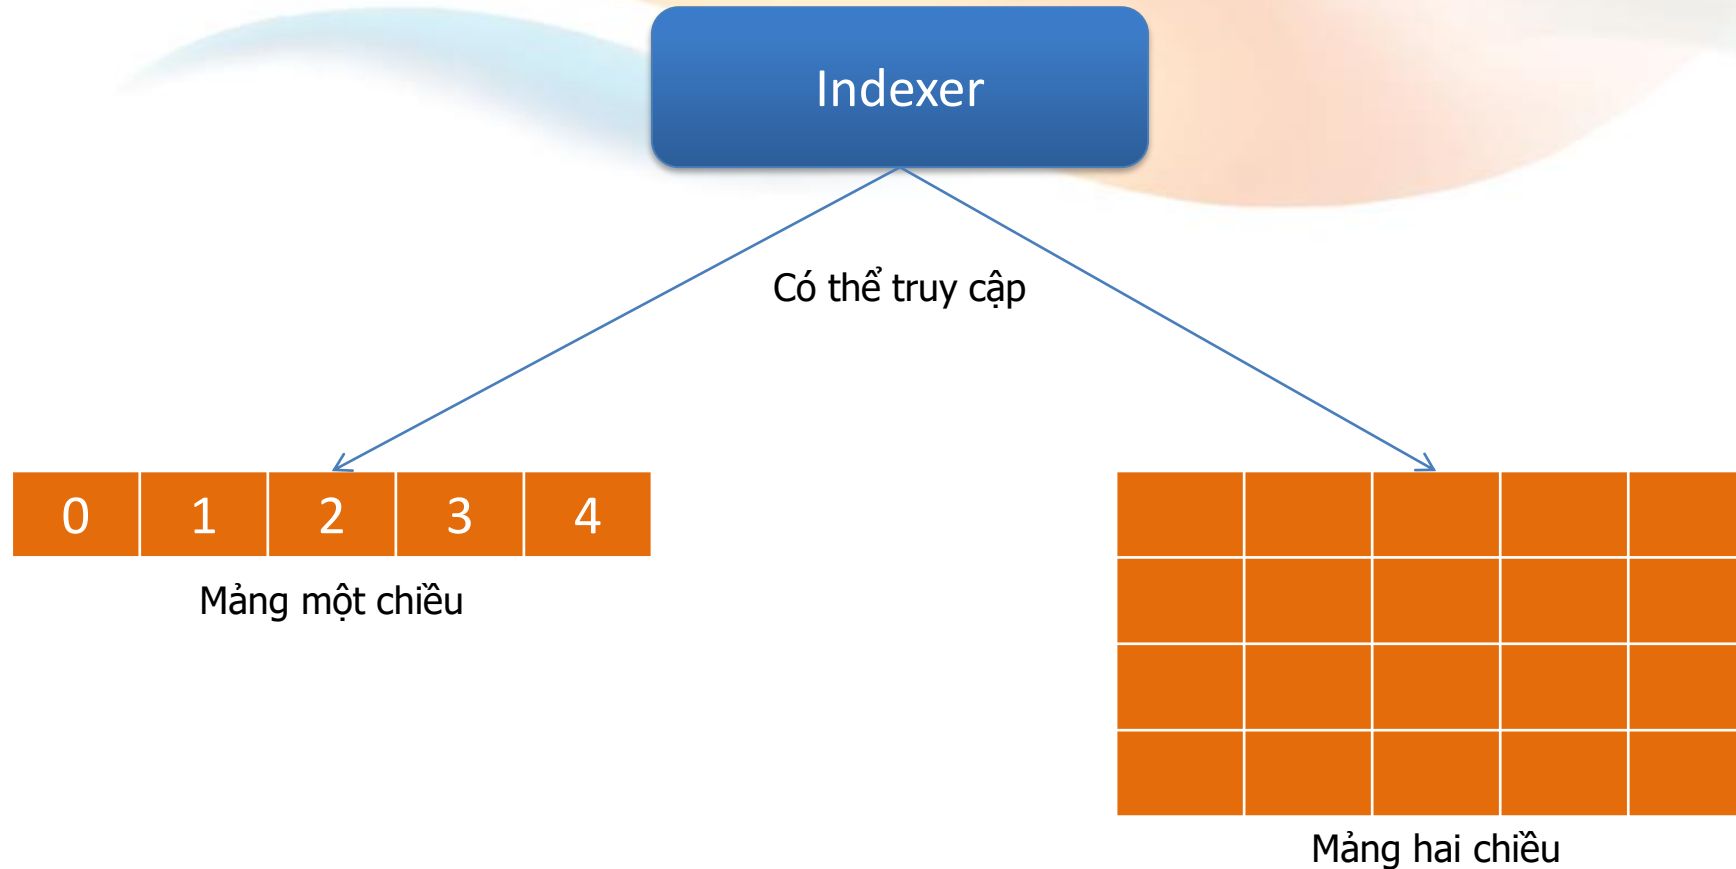 Indexer
Có thể truy cập
0 1 2 3 4
Mảng một chiều
Mảng hai chiều